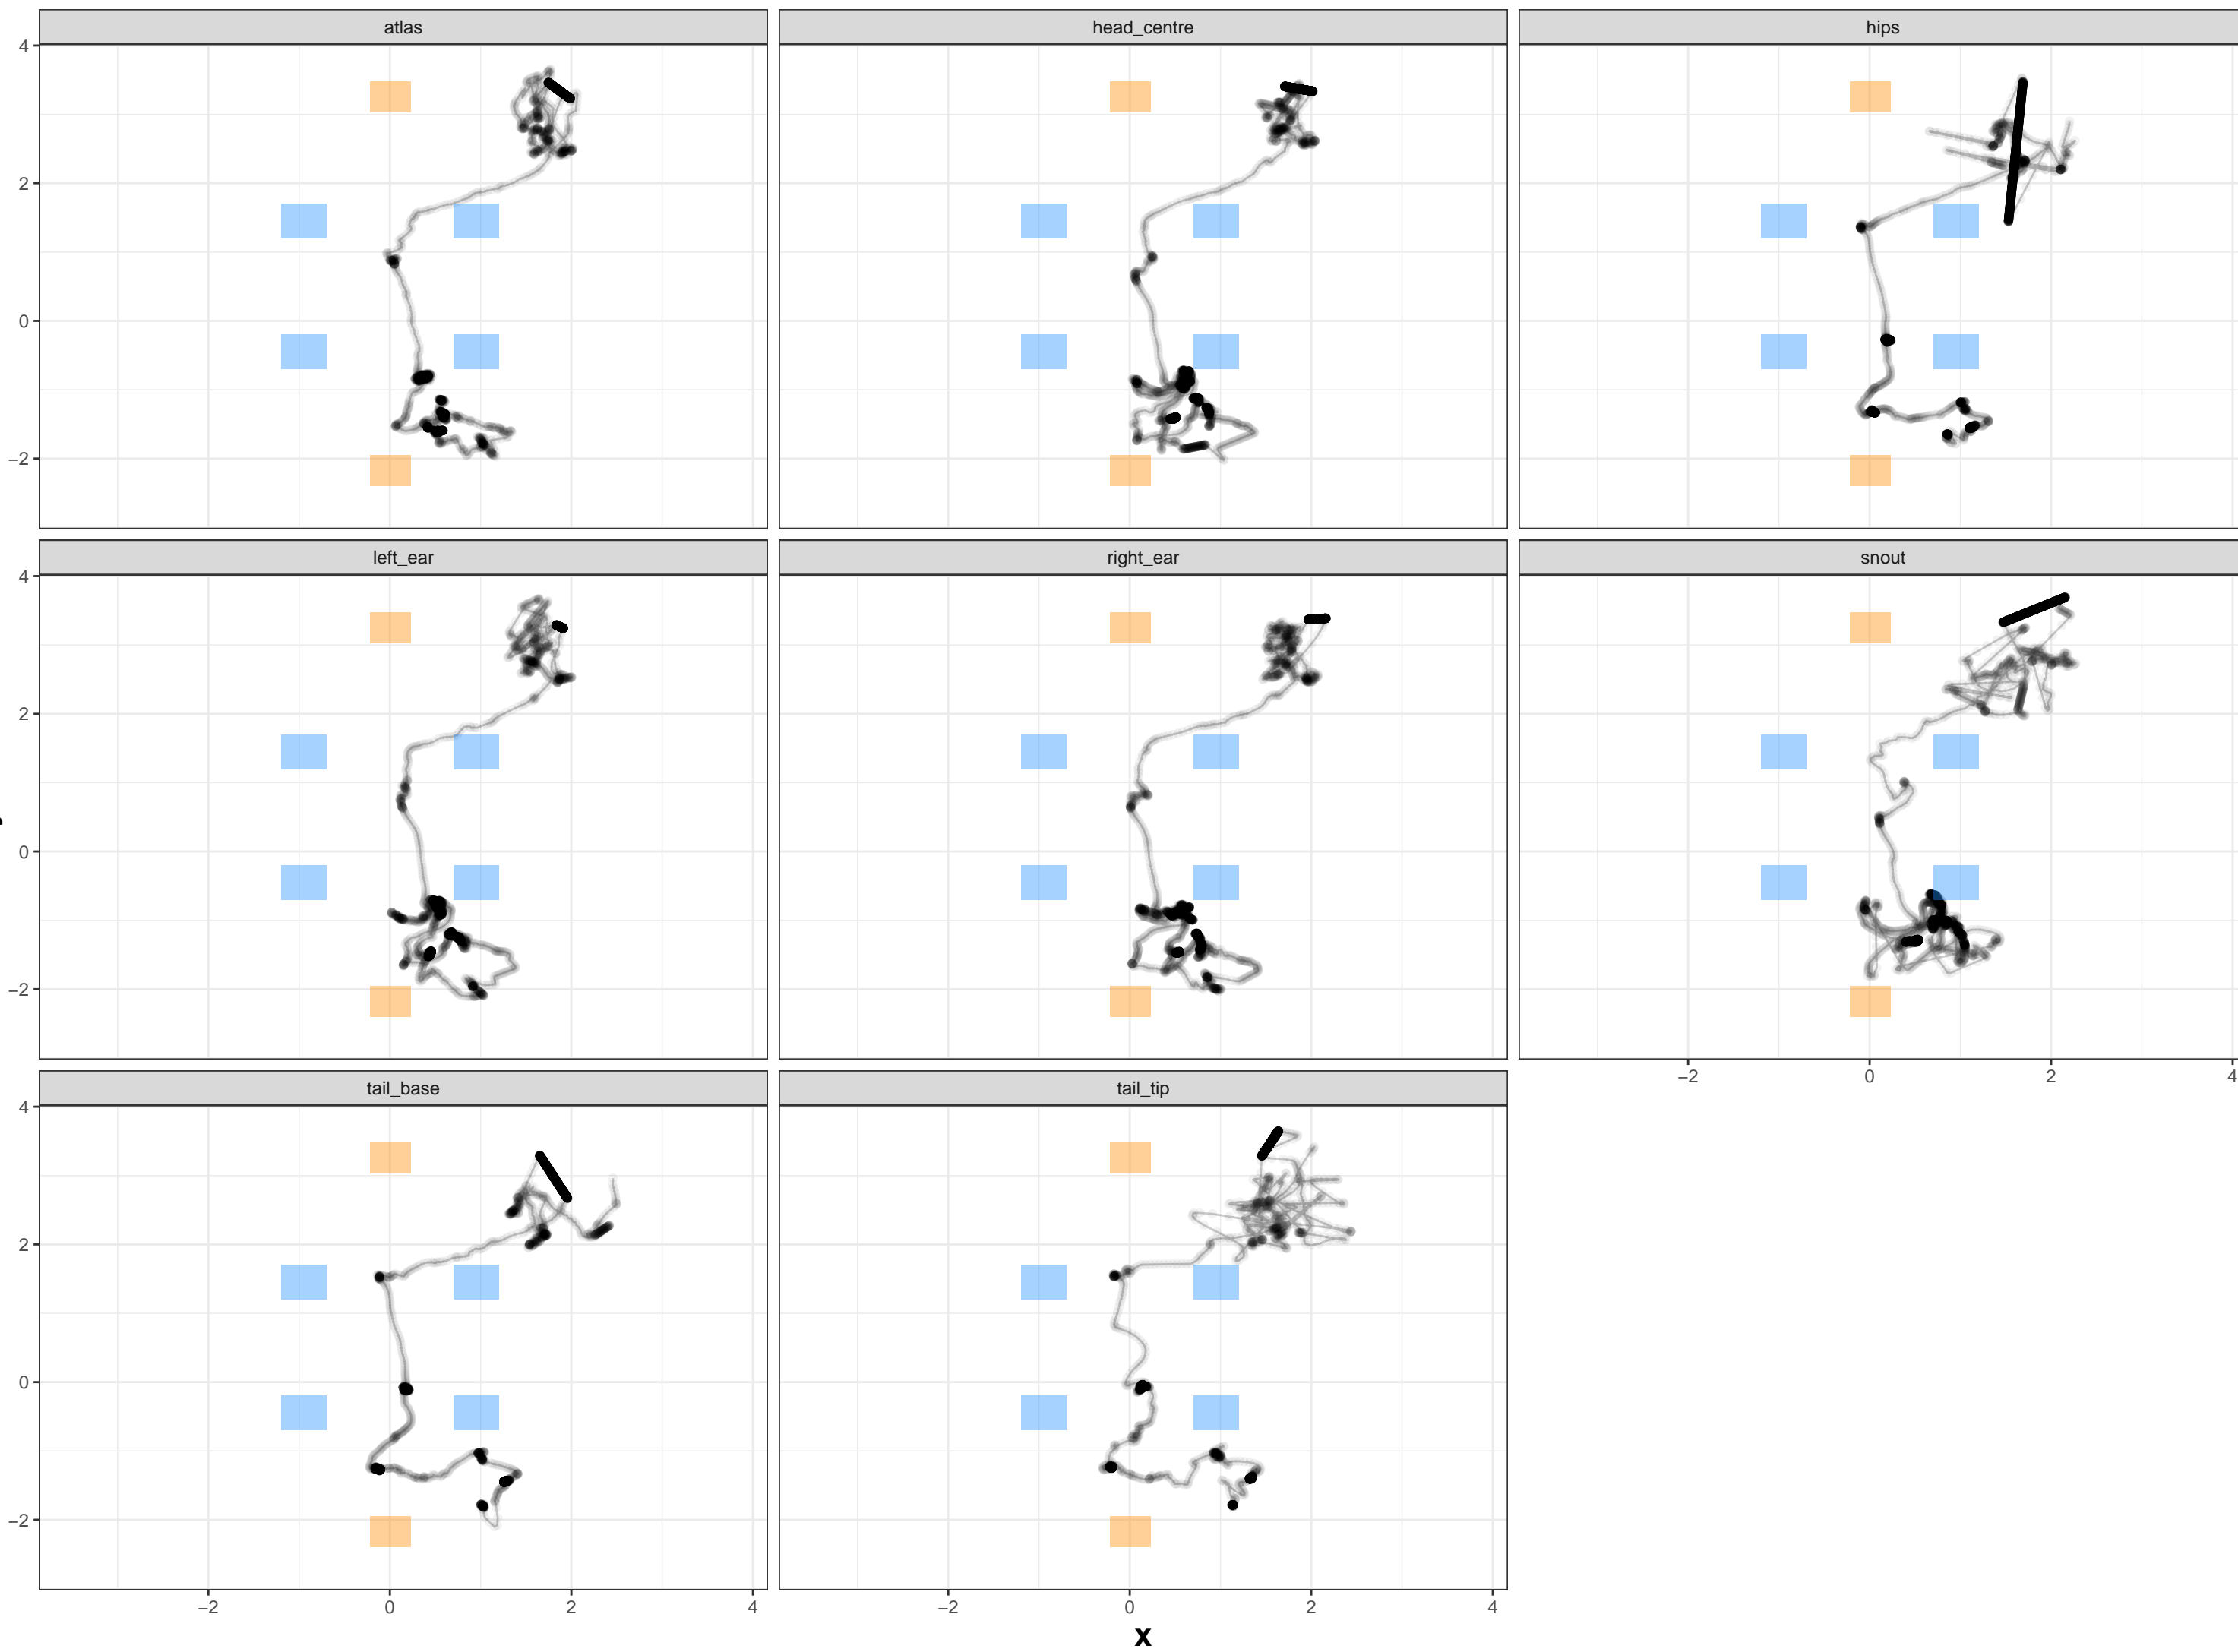 atlas head_centre hips
4
2
0
−2
left_ear right_ear snout
4
2
0
−2
−2 0 2 4
tail_base tail_tip
4
2
0
−2
−2 0 2 4 −2 0 2 4
x